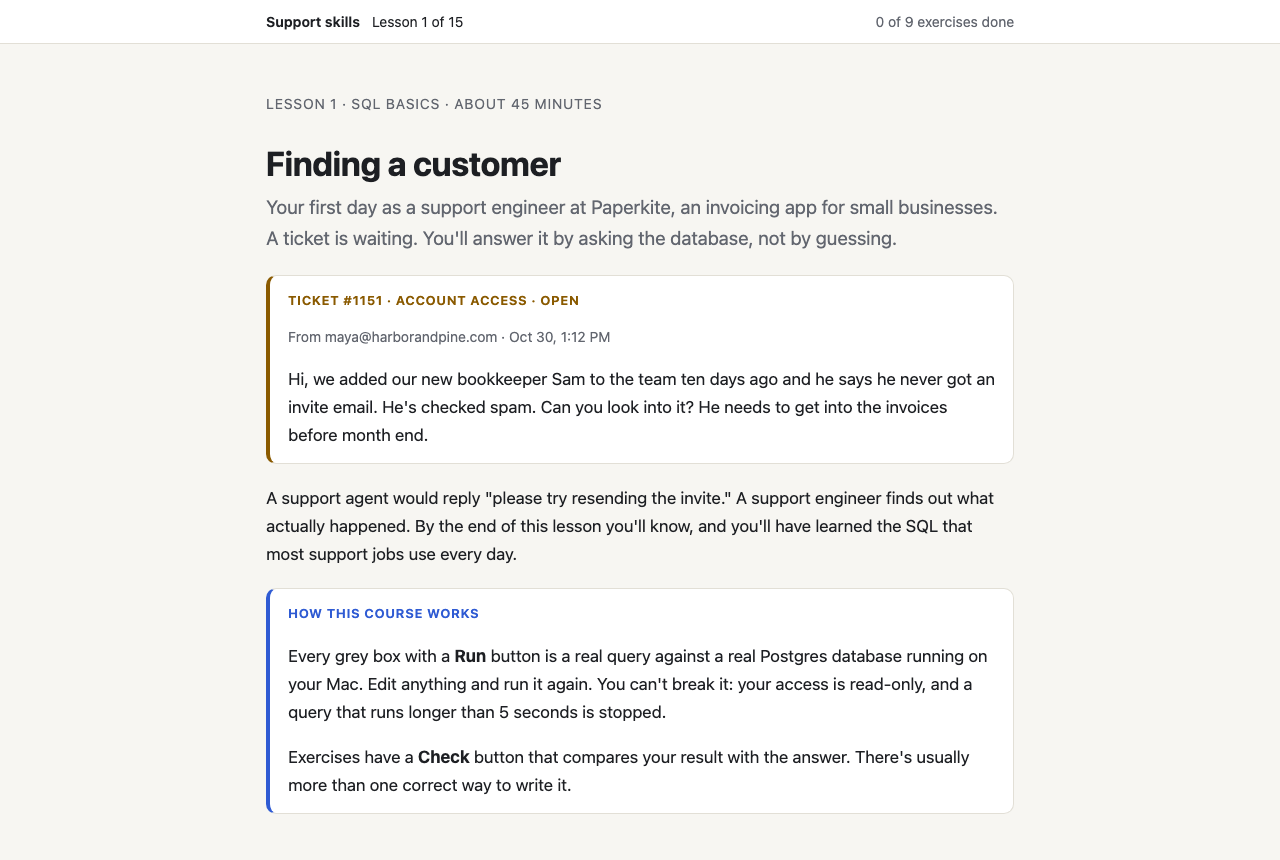 Support skills Lesson 1 of 15 0 of 9 exercises done
LESSON 1 · SQL BASICS · ABOUT 45 MINUTES
Finding a customer
Your first day as a support engineer at Paperkite, an invoicing app for small businesses.
A ticket is waiting. You'll answer it by asking the database, not by guessing.
TICKET #1151 · ACCOUNT ACCESS · OPEN
From maya@harborandpine.com · Oct 30, 1:12 PM
Hi, we added our new bookkeeper Sam to the team ten days ago and he says he never got an
invite email. He's checked spam. Can you look into it? He needs to get into the invoices
before month end.
A support agent would reply "please try resending the invite." A support engineer finds out what
actually happened. By the end of this lesson you'll know, and you'll have learned the SQL that
most support jobs use every day.
HOW THIS COURSE WORKS
Every grey box with a Run button is a real query against a real Postgres database running on
your Mac. Edit anything and run it again. You can't break it: your access is read-only, and a
query that runs longer than 5 seconds is stopped.
Exercises have a Check button that compares your result with the answer. There's usually
more than one correct way to write it.